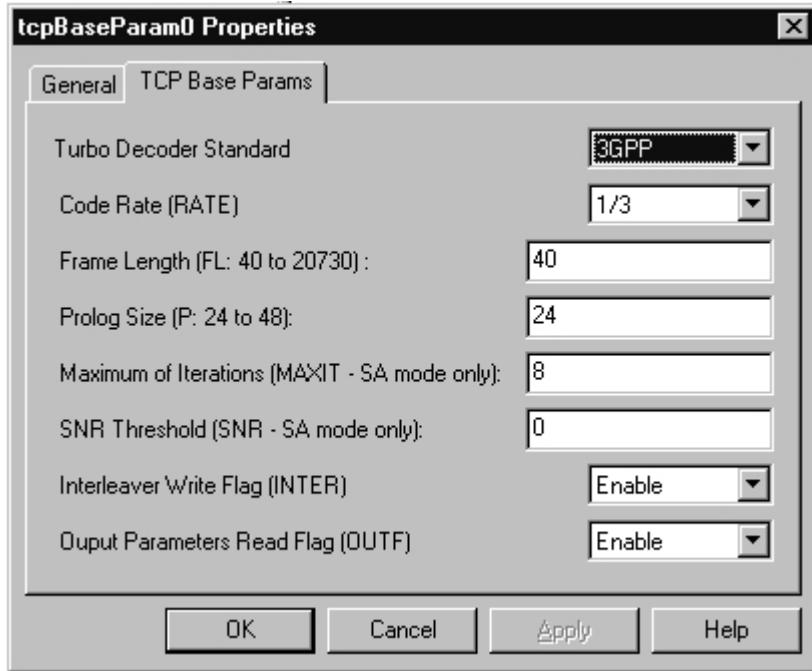 tcpBaseParam0 Properties
General TCP Base Params
Turbo Decoder Standard 3GPP
Code Rate (RATE) 1/3
Frame Length (FL: 40 to 20730) : 40
Prolog Size (P: 24 to 48): 24
Maximum of Iterations (MAXIT - SA mode only): 8
SNR Threshold (SNR - SA mode only): 0
Interleaver Write Flag (INTER) Enable
Ouput Parameters Read Flag (OUTF) Enable
OK Cancel Apply Help